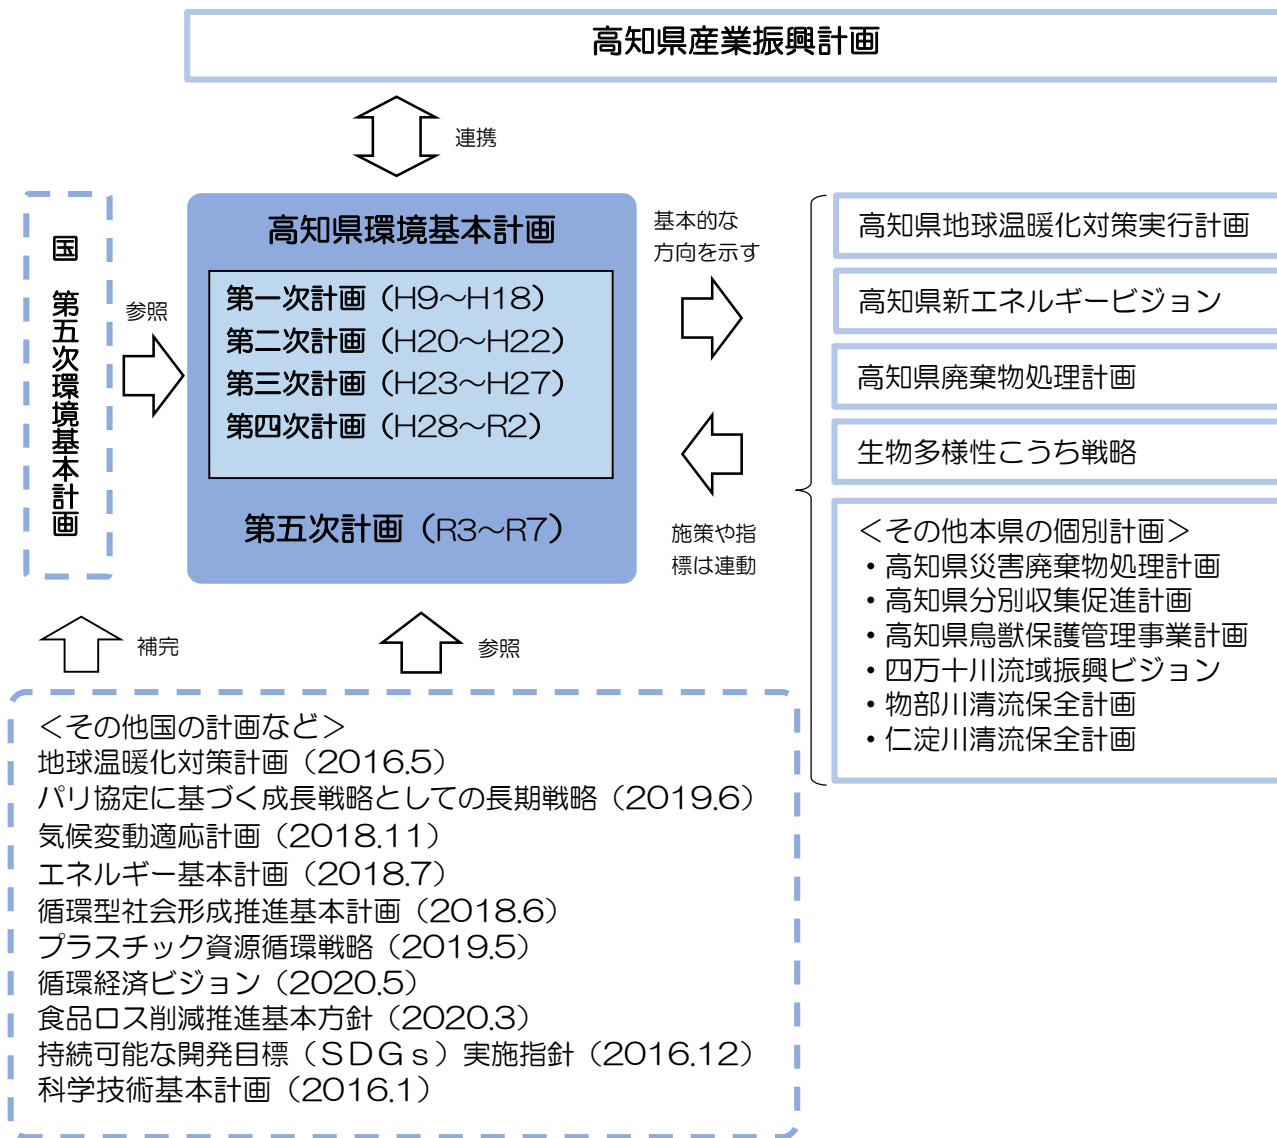 高知県産業振興計画
連携
国　第五次環境基本計画
参照
高知県環境基本計画
第一次計画（H9～H18）
第二次計画（H20～H22）
第三次計画（H23～H27）
第四次計画（H28～R2）
第五次計画（R3～R7）
基本的な
方向を示す
施策や指
標は連動
高知県地球温暖化対策実行計画
高知県新エネルギービジョン
高知県廃棄物処理計画
生物多様性こうち戦略
＜その他本県の個別計画＞
・高知県災害廃棄物処理計画
・高知県分別収集促進計画
・高知県鳥獣保護管理事業計画
・四万十川流域振興ビジョン
・物部川清流保全計画
・仁淀川清流保全計画
補完
参照
＜その他国の計画など＞
地球温暖化対策計画（2016.5）
パリ協定に基づく成長戦略としての長期戦略（2019.6）
気候変動適応計画（2018.11）
エネルギー基本計画（2018.7）
循環型社会形成推進基本計画（2018.6）
プラスチック資源循環戦略（2019.5）
循環経済ビジョン（2020.5）
食品ロス削減推進基本方針（2020.3）
持続可能な開発目標（ＳＤＧｓ）実施指針（2016.12）
科学技術基本計画（2016.1）